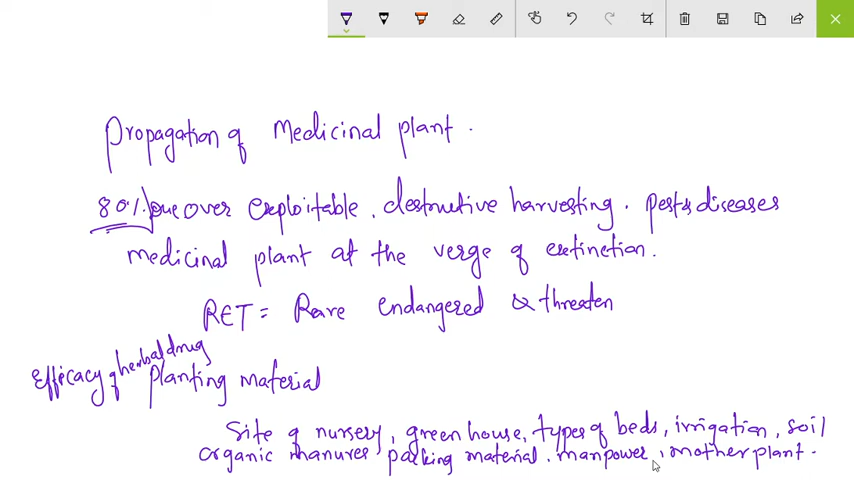 Propagation of Medicinal plant.
80% due over exploitable, destructive harvesting. pests diseases
medicinal plant at the verge of extinction.
RET = Rare endangered & threaten
Efficacy of herbal drug
planting material
Site of nursery, green house, types of beds, irrigation, soil
organic manures packing material, manpower, mother plant.